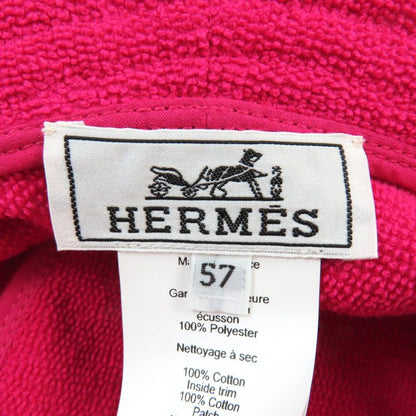 HERMÈS
57
écusson
100% Polyester
Nettoyage à sec
100% Cotton
Inside trim
100% Cotton